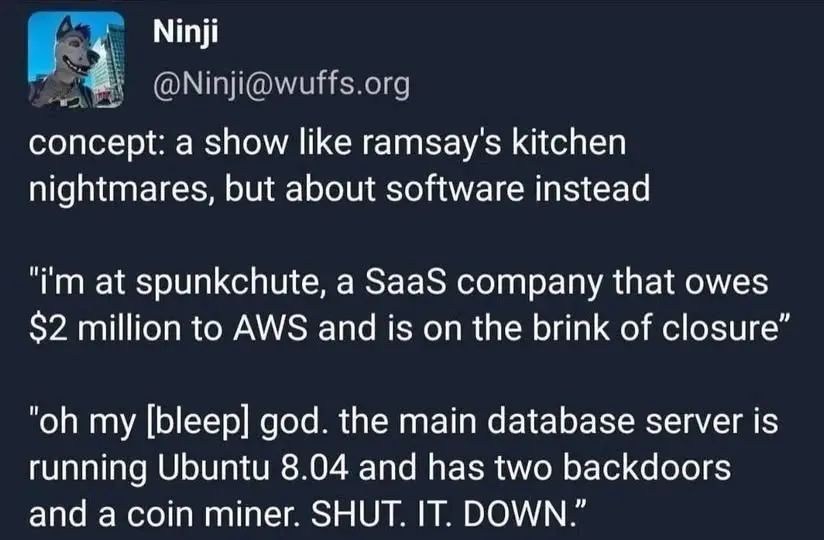 Ninji
@Ninji@wuffs.org
concept: a show like ramsay's kitchen
nightmares, but about software instead
"i'm at spunkchute, a SaaS company that owes
$2 million to AWS and is on the brink of closure”
"oh my [bleep] god. the main database server is
running Ubuntu 8.04 and has two backdoors
and a coin miner. SHUT. IT. DOWN.”